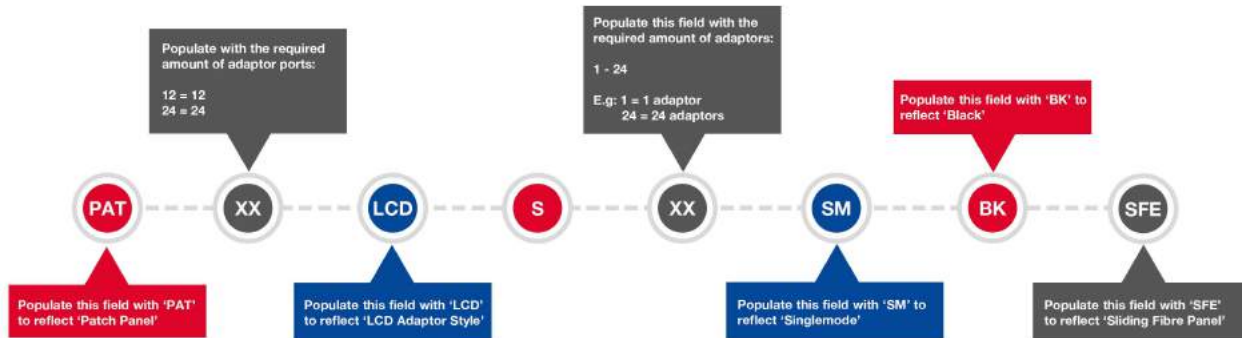 Populate with the required
amount of adaptor ports:
12 = 12
24 = 24
Populate this field with the
required amount of adaptors:
1 - 24
E.g: 1 = 1 adaptor
24 = 24 adaptors
Populate this field with ‘BK’ to
reflect ‘Black’
PAT
XX
LCD
S
XX
SM
BK
SFE
Populate this field with ‘PAT’
to reflect ‘Patch Panel’
Populate this field with ‘LCD’
to reflect ‘LCD Adaptor Style’
Populate this field with ‘SM’ to
reflect ‘Singlemode’
Populate this field with ‘SFE’
to reflect ‘Sliding Fibre Panel’